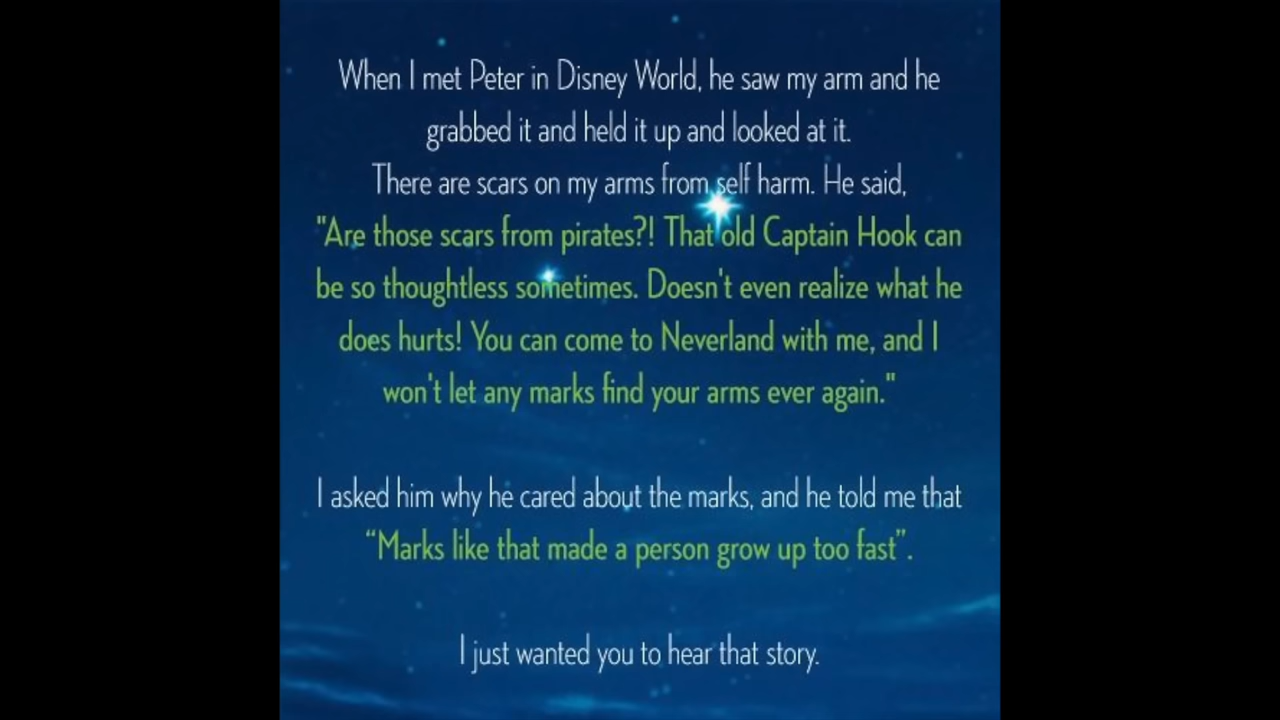 When I met Peter in Disney World, he saw my arm and he
grabbed it and held it up and looked at it.
There are scars on my arms from self harm. He said,
"Are those scars from pirates?! That old Captain Hook can
be so thoughtless sometimes. Doesn't even realize what he
does hurts! You can come to Neverland with me, and I
won't let any marks find your arms ever again."
I asked him why he cared about the marks, and he told me that
“Marks like that made a person grow up too fast”.
I just wanted you to hear that story.